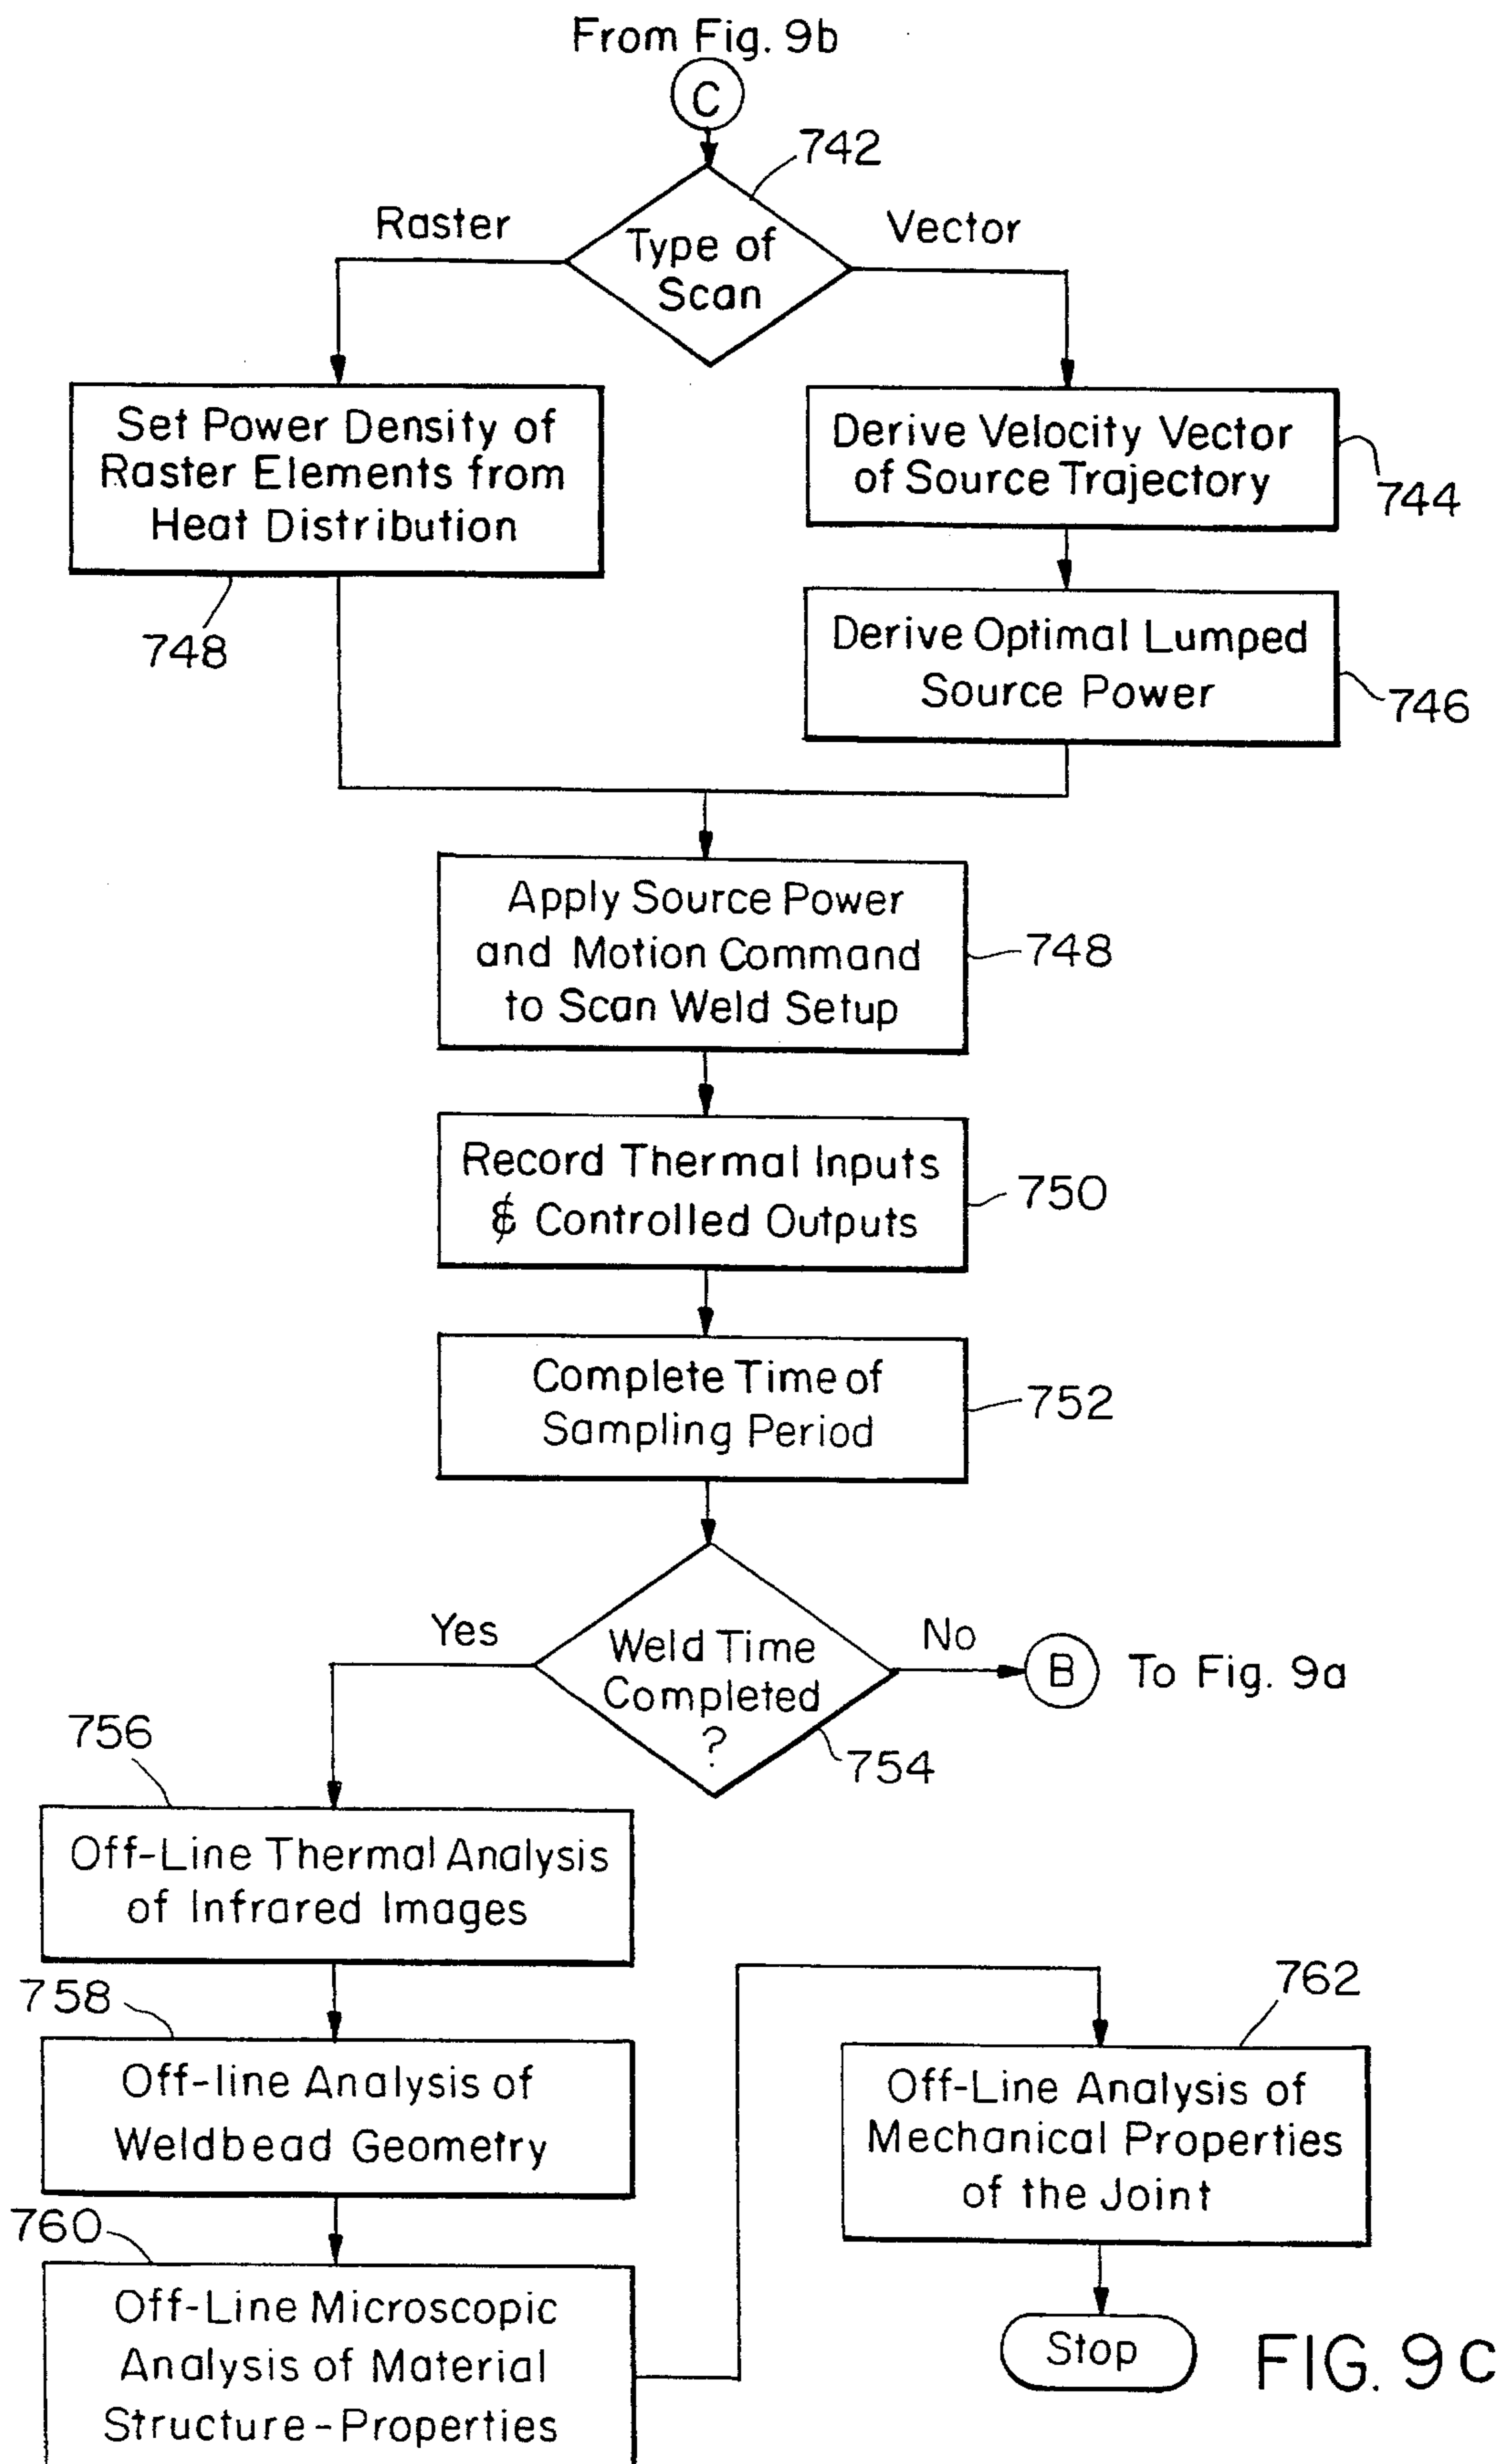 From Fig. 9b
C
742
Raster
Vector
Type of
Scan
Set Power Density of
Raster Elements from
Heat Distribution
748
Derive Velocity Vector
of Source Trajectory
744
Derive Optimal Lumped
Source Power
746
Apply Source Power
and Motion Command
to Scan Weld Setup
748
Record Thermal Inputs
& Controlled Outputs
750
Complete Time of
Sampling Period
752
Yes
Weld Time
Completed
?
No
B
To Fig. 9a
754
756
Off-Line Thermal Analysis
of Infrared Images
758
Off-line Analysis of
Weldbead Geometry
760
Off-Line Microscopic
Analysis of Material
Structure-Properties
762
Off-Line Analysis of
Mechanical Properties
of the Joint
Stop
FIG. 9c